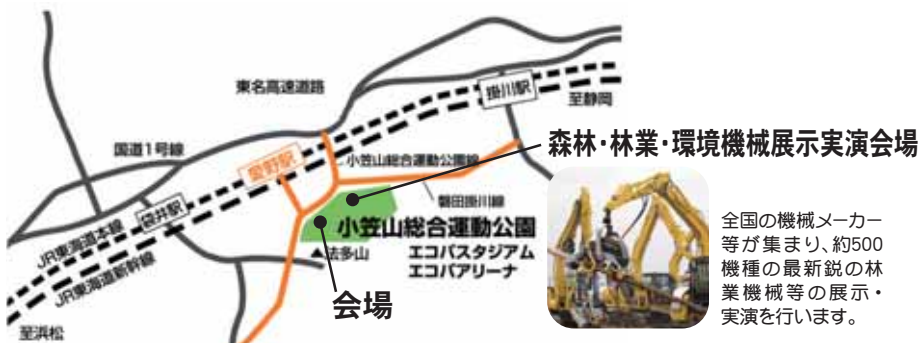 東名高速道路
掛川駅
至静岡
森林・林業・環境機械展示実演会場
国道1号線
愛野駅
小笠山総合運動公園線
磐田掛川線
袋井駅
JR東海道本線
JR東海道新幹線
小笠山総合運動公園
▲法多山
エコパスタジアム
エコパアリーナ
会場
至浜松
全国の機械メーカー
等が集まり、約500
機種の最新鋭の林
業機械等の展示・
実演を行います。